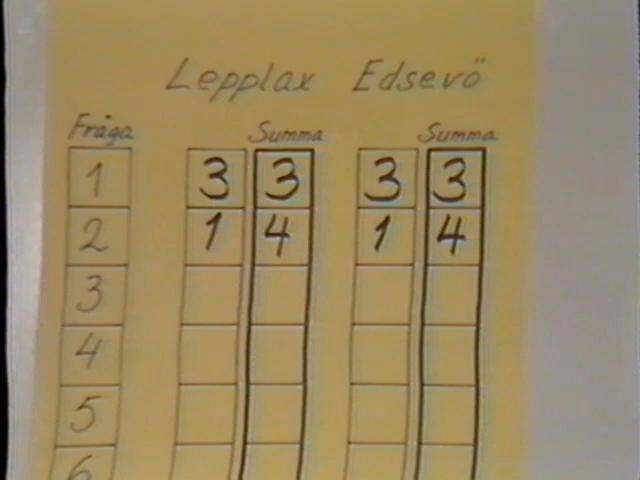 Lepplax Edsevö
Fråga Summa Summa
1 3 3 3 3
2 1 4 1 4
3
4
5
6